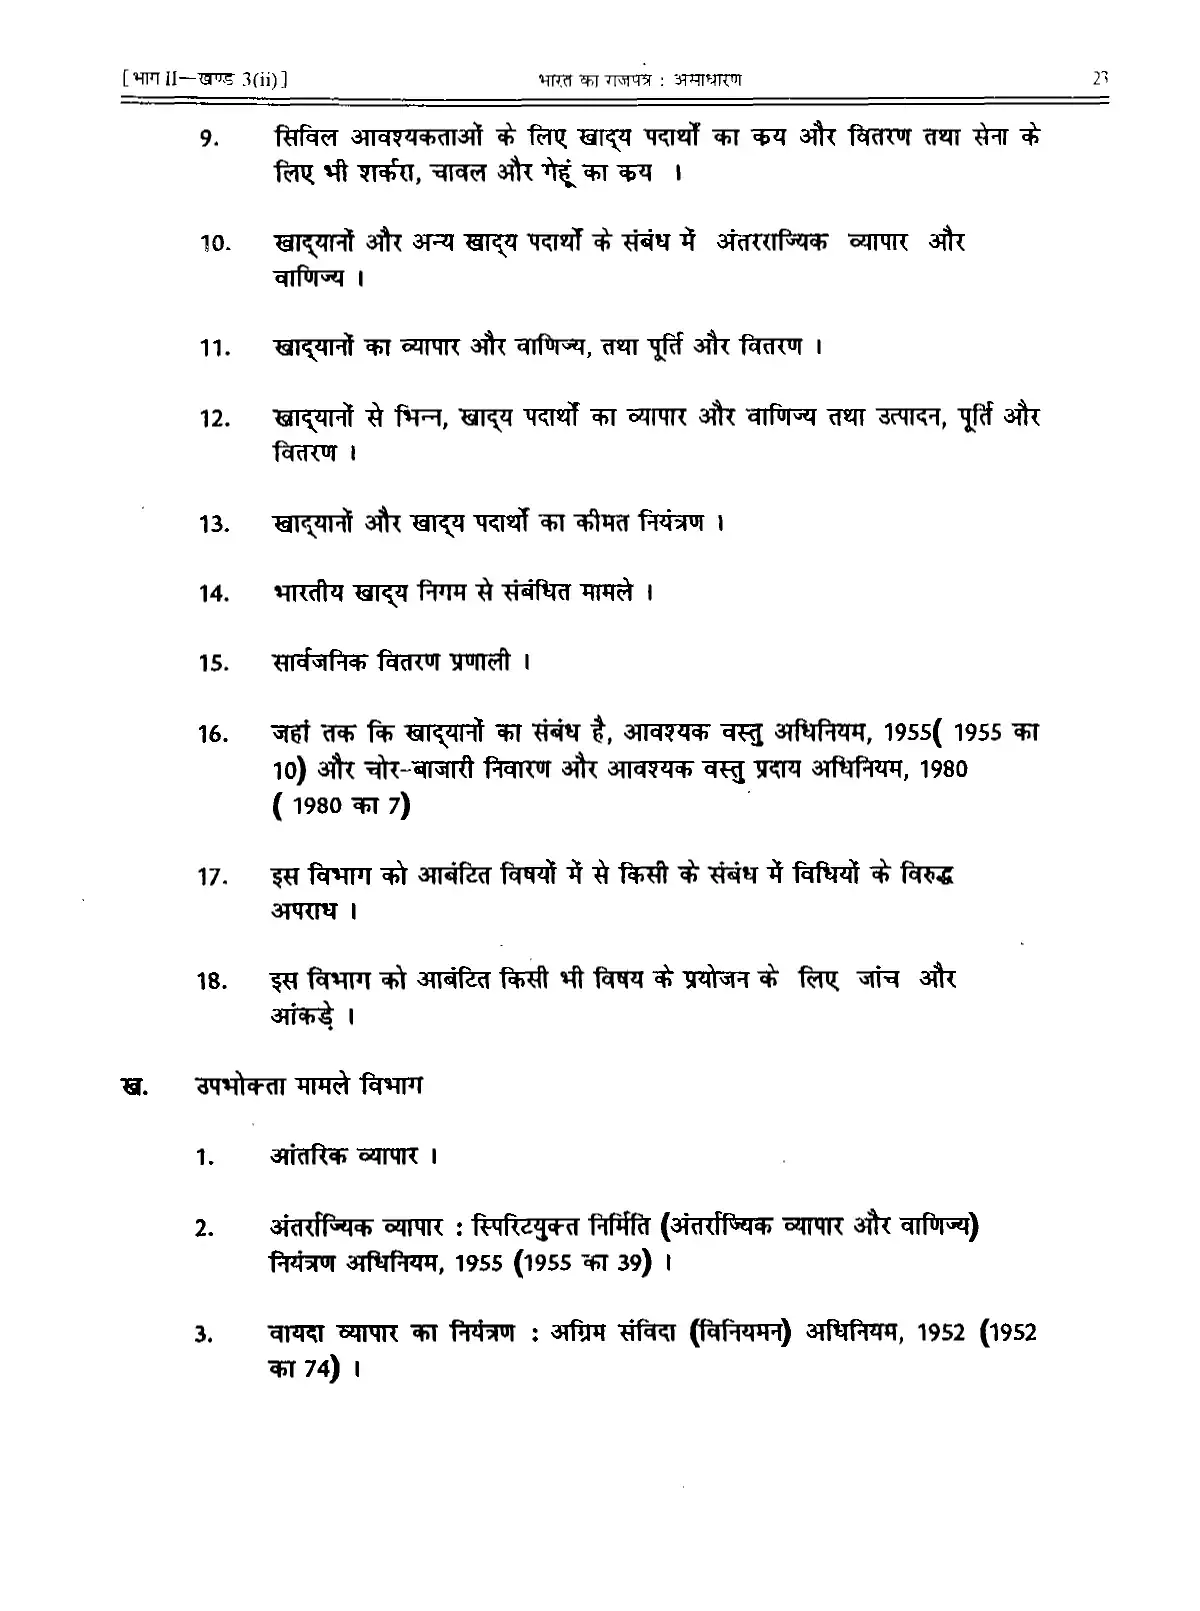 [ भाग II—खण्ड 3(ii) ] भारत का राजपत्र : असाधारण 23
9. सिविल आवश्यकताओं के लिए खाद्य पदार्थों का कय और वितरण तथा सेना के
लिए भी शर्करा, चावल और गेहूं का कय ।
10. खाद्यानों और अन्य खाद्य पदार्थों के संबंध में अंतरराज्यिक व्यापार और
वाणिज्य ।
11. खाद्यानों का व्यापार और वाणिज्य, तथा पूर्ति और वितरण ।
12. खाद्यानों से भिन्न, खाद्य पदार्थों का व्यापार और वाणिज्य तथा उत्पादन, पूर्ति और
वितरण ।
13. खाद्यानों और खाद्य पदार्थों का कीमत नियंत्रण ।
14. भारतीय खाद्य निगम से संबंधित मामले ।
15. सार्वजनिक वितरण प्रणाली ।
16. जहां तक कि खाद्यानों का संबंध है, आवश्यक वस्तु अधिनियम, 1955( 1955 का
10) और चोर-बाजारी निवारण और आवश्यक वस्तु प्रदाय अधिनियम, 1980
( 1980 का 7)
17. इस विभाग को आबंटित विषयों में से किसी के संबंध में विधियों के विरुद्ध
अपराध ।
18. इस विभाग को आबंटित किसी भी विषय के प्रयोजन के लिए जांच और
आंकड़े ।
ख. उपभोक्ता मामले विभाग
1. आंतरिक व्यापार ।
2. अंतर्राज्यिक व्यापार : स्पिरिटयुक्त निर्मिति (अंतर्राज्यिक व्यापार और वाणिज्य)
नियंत्रण अधिनियम, 1955 (1955 का 39) ।
3. वायदा व्यापार का नियंत्रण : अग्रिम संविदा (विनियमन) अधिनियम, 1952 (1952
का 74) ।